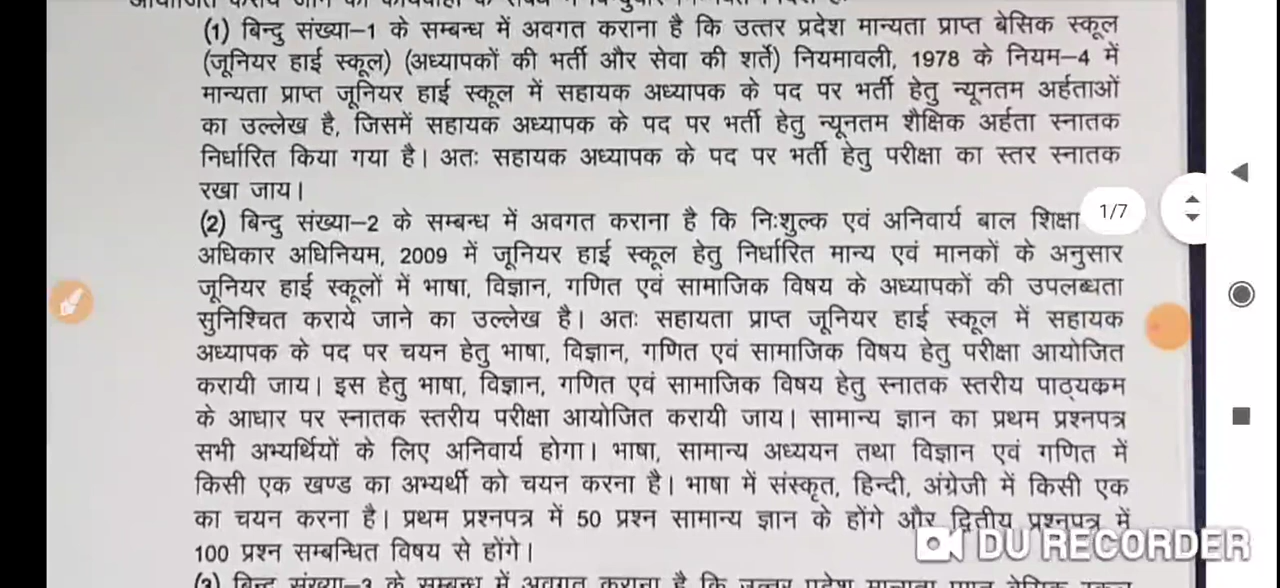 (1) बिन्दु संख्या–1 के सम्बन्ध में अवगत कराना है कि उत्तर प्रदेश मान्यता प्राप्त बेसिक स्कूल
(जूनियर हाई स्कूल) (अध्यापकों की भर्ती और सेवा की शर्ते) नियमावली, 1978 के नियम–4 में
मान्यता प्राप्त जूनियर हाई स्कूल में सहायक अध्यापक के पद पर भर्ती हेतु न्यूनतम अर्हताओं
का उल्लेख है, जिसमें सहायक अध्यापक के पद पर भर्ती हेतु न्यूनतम शैक्षिक अर्हता स्नातक
निर्धारित किया गया है। अतः सहायक अध्यापक के पद पर भर्ती हेतु परीक्षा का स्तर स्नातक
रखा जाय।
(2) बिन्दु संख्या–2 के सम्बन्ध में अवगत कराना है कि निःशुल्क एवं अनिवार्य बाल शिक्षा
1/7
अधिकार अधिनियम, 2009 में जूनियर हाई स्कूल हेतु निर्धारित मान्य एवं मानकों के अनुसार
जूनियर हाई स्कूलों में भाषा, विज्ञान, गणित एवं सामाजिक विषय के अध्यापकों की उपलब्धता
सुनिश्चित कराये जाने का उल्लेख है। अतः सहायता प्राप्त जूनियर हाई स्कूल में सहायक
अध्यापक के पद पर चयन हेतु भाषा, विज्ञान, गणित एवं सामाजिक विषय हेतु परीक्षा आयोजित
करायी जाय। इस हेतु भाषा, विज्ञान, गणित एवं सामाजिक विषय हेतु स्नातक स्तरीय पाठ्यकम
के आधार पर स्नातक स्तरीय परीक्षा आयोजित करायी जाय। सामान्य ज्ञान का प्रथम प्रश्नपत्र
सभी अभ्यर्थियों के लिए अनिवार्य होगा। भाषा, सामान्य अध्ययन तथा विज्ञान एवं गणित में
किसी एक खण्ड का अभ्यर्थी को चयन करना है। भाषा में संस्कृत, हिन्दी, अंग्रेजी में किसी एक
का चयन करना है। प्रथम प्रश्नपत्र में 50 प्रश्न सामान्य ज्ञान के होंगे और द्वितीय प्रश्नपत्र में
100 प्रश्न सम्बन्धित विषय से होंगे।
DU RECORDER